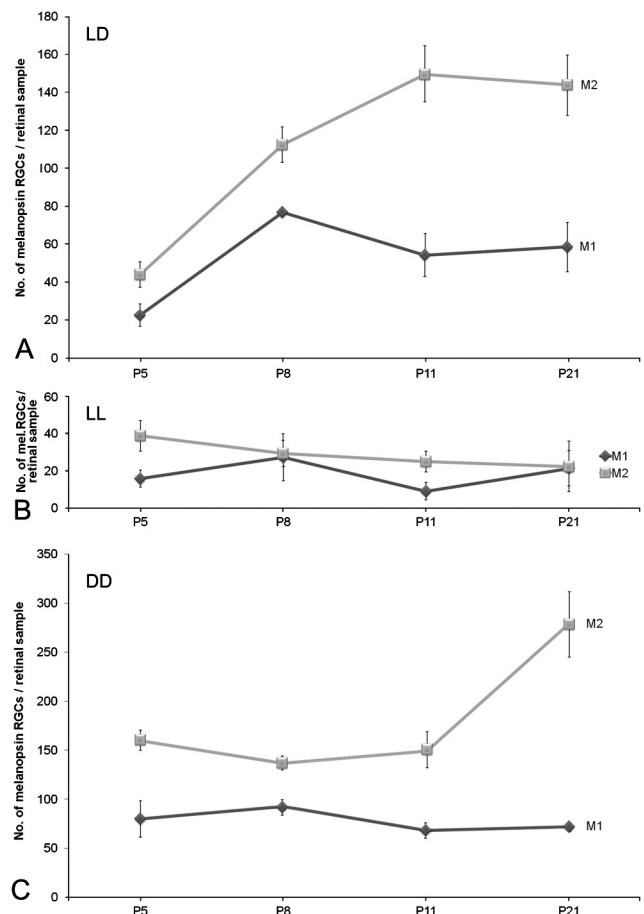 LD
180
160
140
120
100
80
60
40
20
0
No. of melanopsin RGCs / retinal sample
M2
M1
A
P5 P8 P11 P21
LL
60
40
20
0
No. of mel.RGCs/
retinal sample
M1
M2
B
P5 P8 P11 P21
DD
350
300
250
200
150
100
50
0
No. of melanopsin RGCs / retinal sample
M2
M1
C
P5 P8 P11 P21